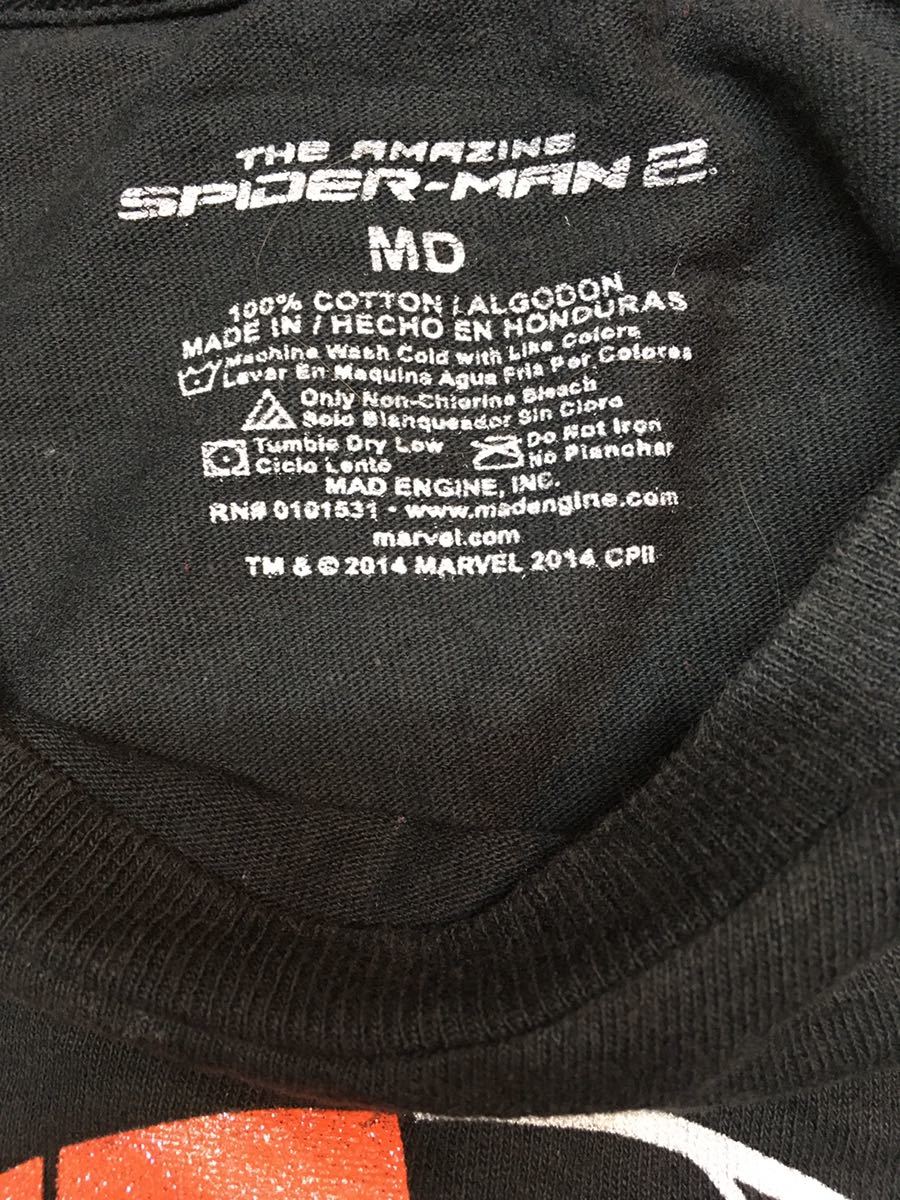 THE AMAZING
SPIDER-MAN 2
MD
100% COTTON | ALGODON
MADE IN / HECHO EN HONDURAS
Machine Wash Cold with Like Colors
Lavar En Maquina Agua Fria Por Colores
Only Non-Chlorine Bleach
Solo Blanqueador Sin Cloro
Tumble Dry Low
Ciclo Lento
Do Not Iron
No Planchar
MAD ENGINE, INC.
RN# 0101531 • www.madengine.com
marvel.com
TM & © 2014 MARVEL 2014 CPII